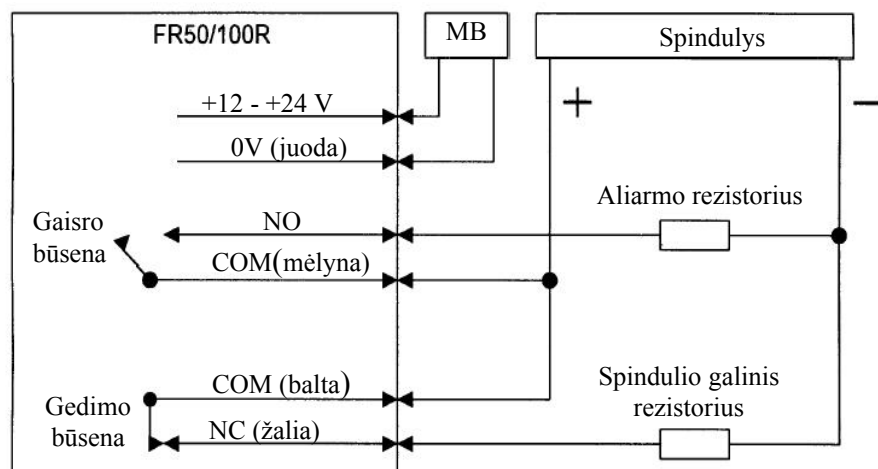 FR50/100R
MB
Spindulys
+12 - +24 V
+
−
0V (juoda)
Aliarmo rezistorius
Gaisro
būsena
NO
COM(mėlyna)
Spindulio galinis
rezistorius
COM (balta)
Gedimo
būsena
NC (žalia)